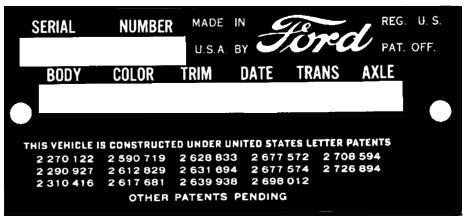 SERIAL NUMBER MADE IN Ford REG. U. S.
U.S.A. BY PAT. OFF.
BODY COLOR TRIM DATE TRANS AXLE
THIS VEHICLE IS CONSTRUCTED UNDER UNITED STATES LETTER PATENTS
2 270 122 2 590 719 2 628 833 2 677 572 2 708 594
2 290 927 2 612 829 2 631 694 2 677 574 2 726 894
2 310 416 2 617 681 2 639 938 2 698 012
OTHER PATENTS PENDING